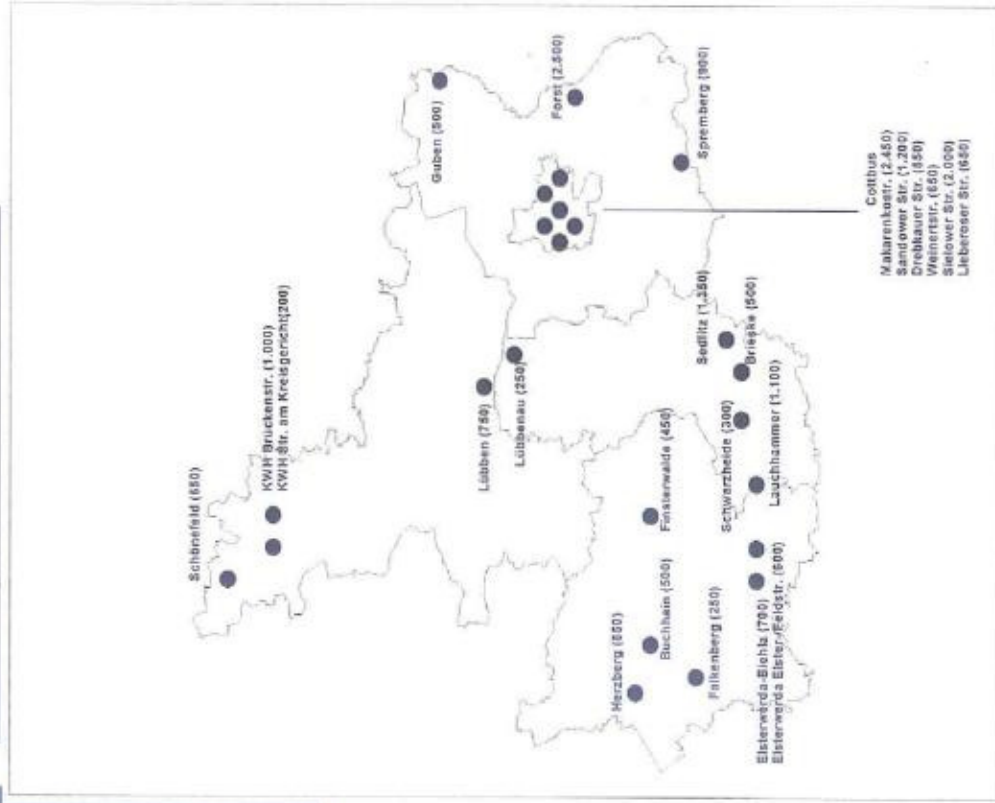 Schönefeld (650)
KWH Brückenstr. (1.000)
KWH Str. am Kreisgericht(200)
Guben (500)
Forst (2.500)
Spremberg (900)
Lübben (750)
Lübbenau (250)
Cottbus
Makarenkostr. (2.450)
Sandower Str. (1.200)
Drebkauer Str. (550)
Weinertstr. (650)
Sielower Str. (2.000)
Lieberoser Str. (650)
Sedlitz (1.350)
Brieske (500)
Finsterwalde (450)
Schwarzheide (300)
Lauchhammer (1.100)
Herzberg (550)
Buchhain (500)
Falkenberg (250)
Elsterwerda-Biehla (700)
Elsterwerda Elster-/Feldstr. (600)